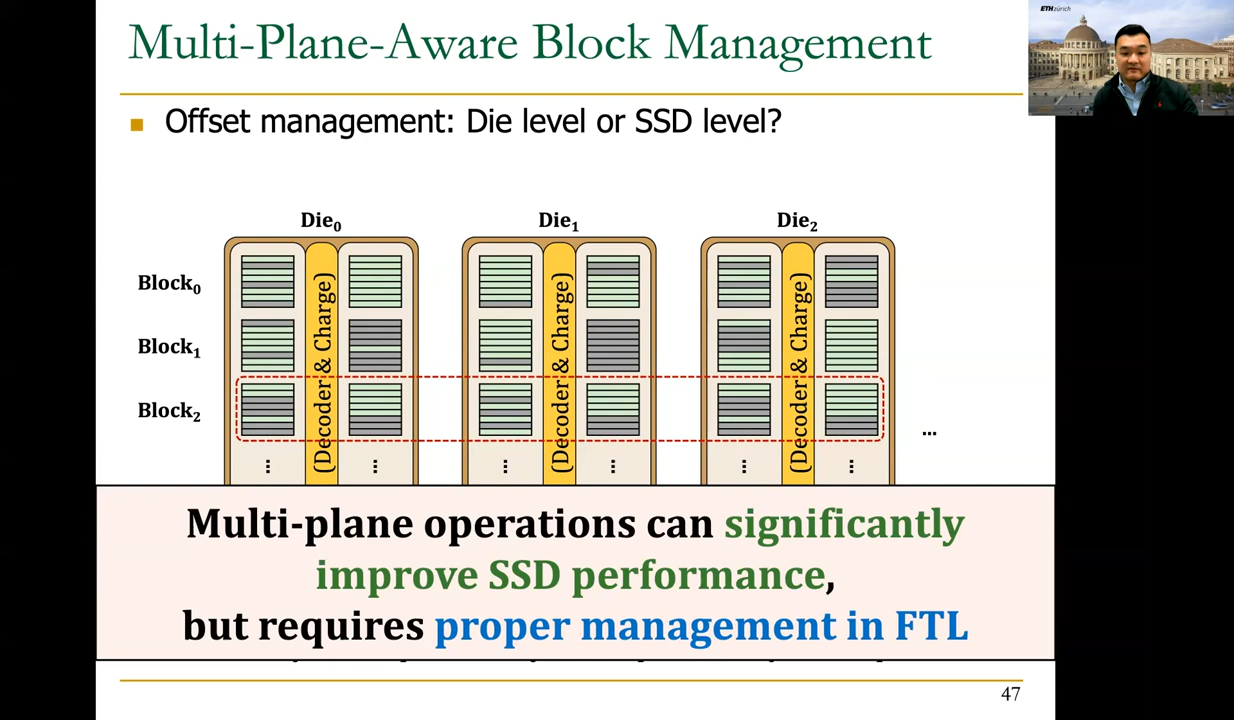 ETHzürich
Multi-Plane-Aware Block Management
Offset management: Die level or SSD level?
Die0 Die1 Die2
Block0
Block1
Block2
(Decoder & Charge) (Decoder & Charge) (Decoder & Charge)
...
Multi-plane operations can significantly
improve SSD performance,
but requires proper management in FTL
47